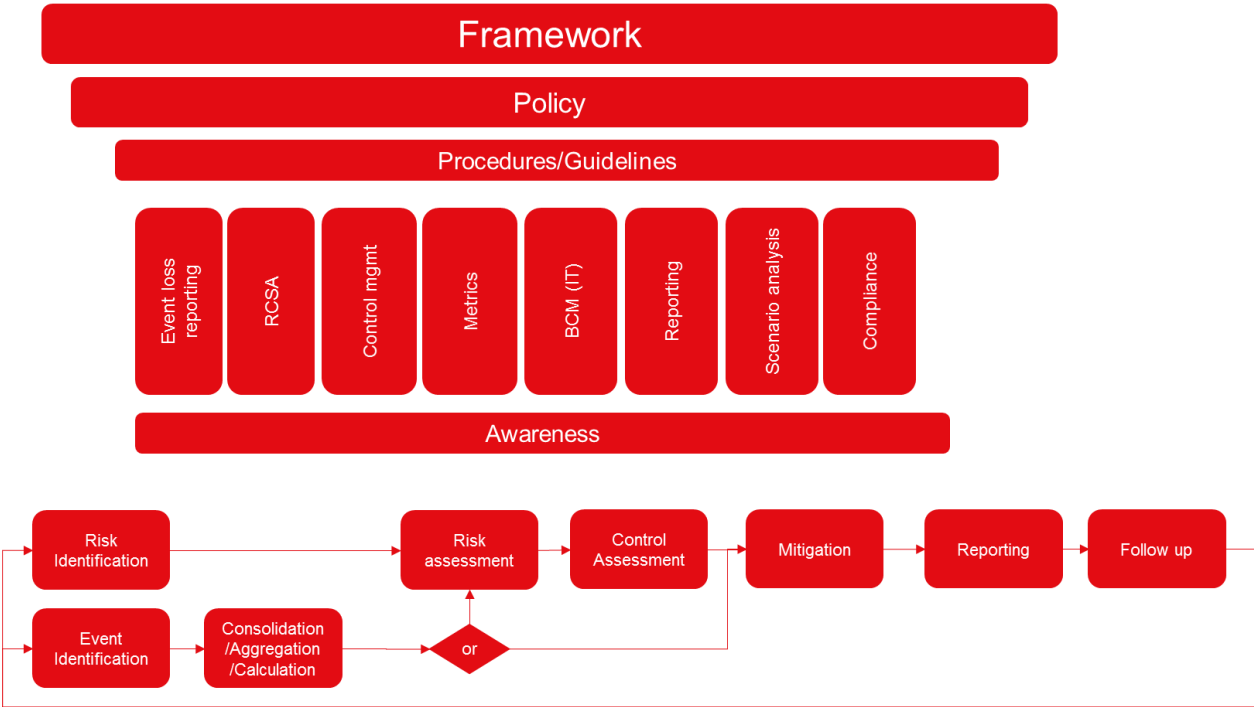 Framework
Policy
Procedures/Guidelines
Event loss
reporting
RCSA
Control mgmt
Metrics
BCM (IT)
Reporting
Scenario analysis
Compliance
Awareness
Risk
Identification
Risk
assessment
Control
Assessment
Mitigation
Reporting
Follow up
Event
Identification
Consolidation
/Aggregation
/Calculation
or